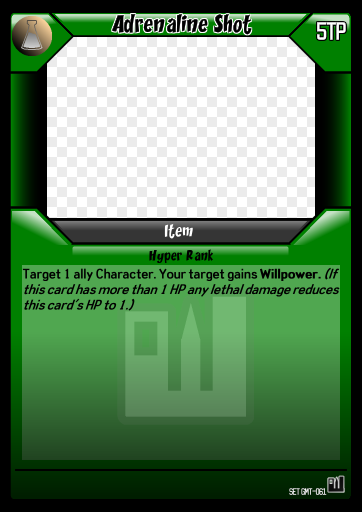 Adrenaline Shot
5TP
Item
Hyper Rank
Target 1 ally Character. Your target gains Willpower. (If
this card has more than 1 HP any lethal damage reduces
this card's HP to 1.)
SET GMT-061